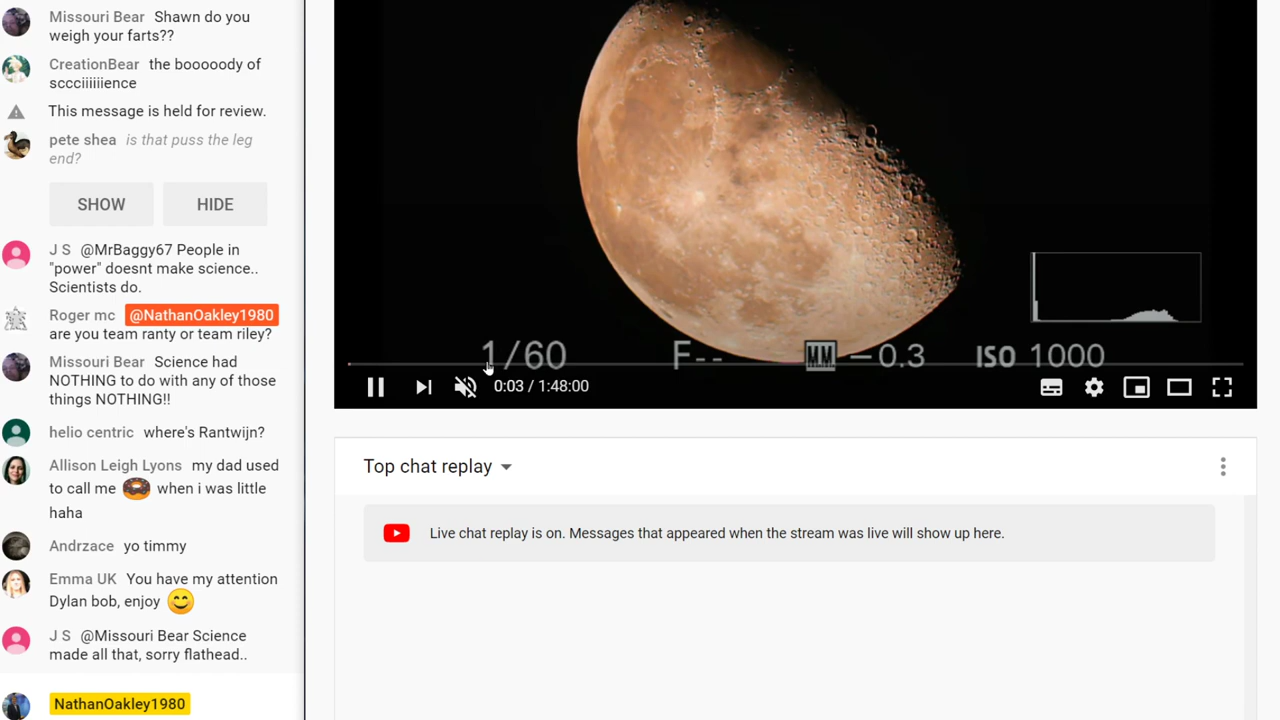 Missouri Bear Shawn do you
weigh your farts??
CreationBear the booooody of
sccciiiiiience
This message is held for review.
pete shea is that puss the leg
end?
SHOW HIDE
J S @MrBaggy67 People in
"power" doesnt make science..
Scientists do.
Roger mc @NathanOakley1980
are you team ranty or team riley?
Missouri Bear Science had
NOTHING to do with any of those
things NOTHING!!
helio centric where's Rantwijn?
Allison Leigh Lyons my dad used
to call me 🍩 when i was little
haha
Andrzace yo timmy
Emma UK You have my attention
Dylan bob, enjoy 😊
J S @Missouri Bear Science
made all that, sorry flathead..
NathanOakley1980
1/60 F-- MM -0.3 ISO 1000
0:03 / 1:48:00
Top chat replay
Live chat replay is on. Messages that appeared when the stream was live will show up here.